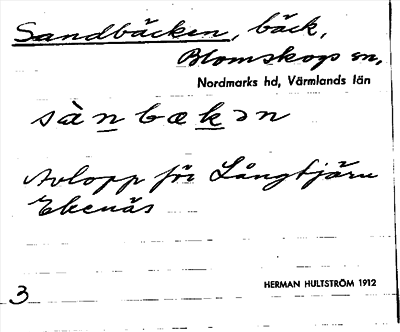 Sandbäcken, bäck,
Blomskogs sn,
Nordmarks hd, Värmlands län
sànbækən
Avlopp för Långtjärn
Ekenäs
HERMAN HULTSTRÖM 1912
3